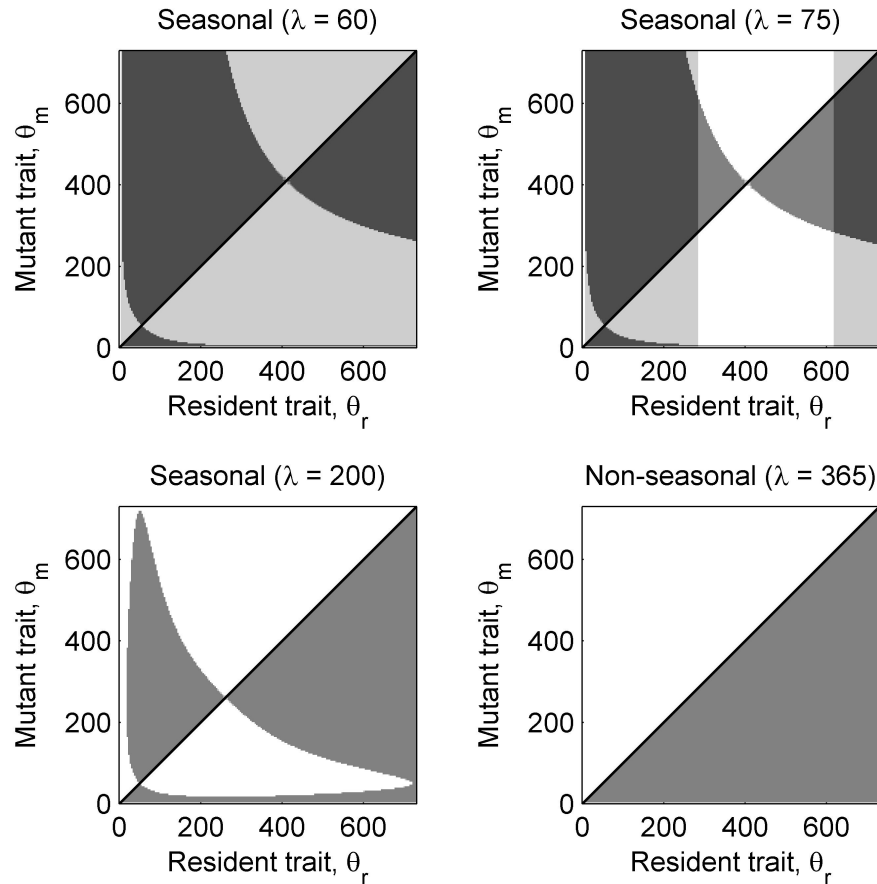 Seasonal (λ = 60)
Mutant trait, θm
600
400
200
0
0 200 400 600
Resident trait, θr
Seasonal (λ = 75)
Mutant trait, θm
600
400
200
0
0 200 400 600
Resident trait, θr
Seasonal (λ = 200)
Mutant trait, θm
600
400
200
0
0 200 400 600
Resident trait, θr
Non-seasonal (λ = 365)
Mutant trait, θm
600
400
200
0
0 200 400 600
Resident trait, θr